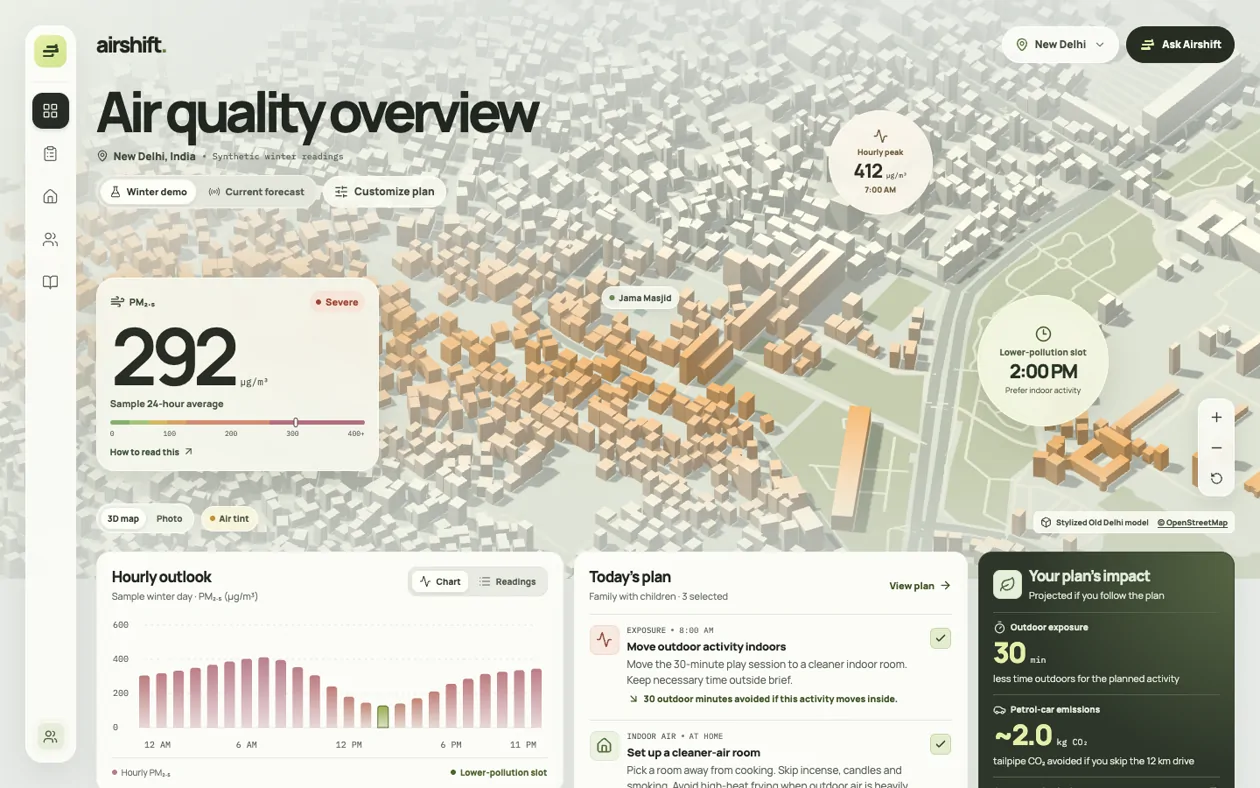 airshift.
New Delhi
Ask Airshift
Air quality overview
New Delhi, India • Synthetic winter readings
Winter demo
Current forecast
Customize plan
Hourly peak
412 µg/m³
7:00 AM
PM₂.₅
Severe
292 µg/m³
Sample 24-hour average
0 100 200 300 400+
How to read this
Jama Masjid
Lower-pollution slot
2:00 PM
Prefer indoor activity
3D map
Photo
Air tint
Stylized Old Delhi model
© OpenStreetMap
Hourly outlook
Sample winter day · PM₂.₅ (µg/m³)
Chart
Readings
600
400
200
0
12 AM 6 AM 12 PM 6 PM 11 PM
Hourly PM₂.₅
Lower-pollution slot
Today's plan
Family with children · 3 selected
View plan
EXPOSURE • 8:00 AM
Move outdoor activity indoors
Move the 30-minute play session to a cleaner indoor room.
Keep necessary time outside brief.
30 outdoor minutes avoided if this activity moves inside.
INDOOR AIR • AT HOME
Set up a cleaner-air room
Pick a room away from cooking. Skip incense, candles and
smoking. Avoid high-heat frying when outdoor air is heavily
Your plan's impact
Projected if you follow the plan
Outdoor exposure
30 min
less time outdoors for the planned activity
Petrol-car emissions
~2.0 kg CO₂
tailpipe CO₂ avoided if you skip the 12 km drive